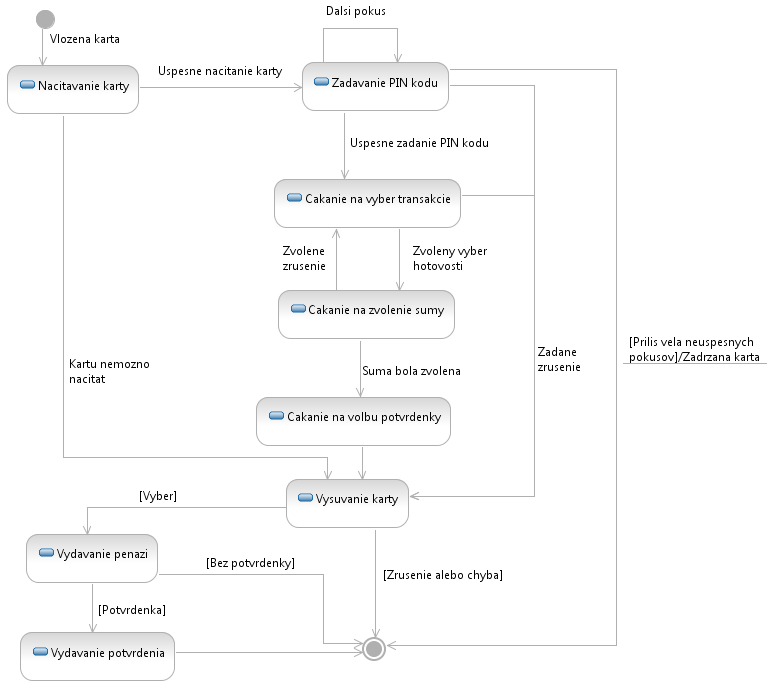 Dalsi pokus
Vlozena karta
Uspesne nacitanie karty
Nacitavanie karty
Zadavanie PIN kodu
Uspesne zadanie PIN kodu
Cakanie na vyber transakcie
Zvolene
zrusenie
Zvoleny vyber
hotovosti
Cakanie na zvolenie sumy
[Prilis vela neuspesnych
pokusov]/Zadrzana karta
Zadane
zrusenie
Kartu nemozno
nacitat
Suma bola zvolena
Cakanie na volbu potvrdenky
[Vyber]
Vysuvanie karty
Vydavanie penazi
[Bez potvrdenky]
[Zrusenie alebo chyba]
[Potvrdenka]
Vydavanie potvrdenia